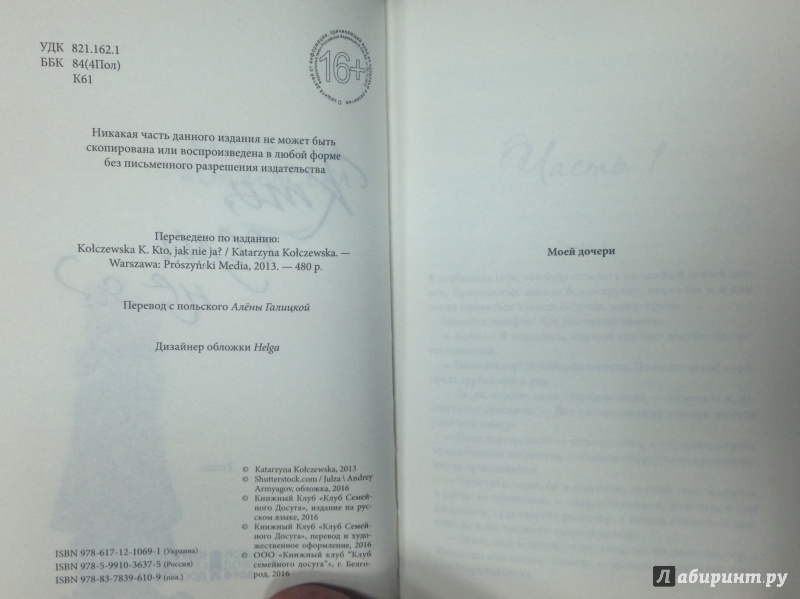 УДК 821.162.1
ББК 84(4Пол)
К61
16+
Никакая часть данного издания не может быть
скопирована или воспроизведена в любой форме
без письменного разрешения издательства
Переведено по изданию:
Kołczewska K. Kto, jak nie ja? / Katarzyna Kołczewska. —
Warszawa: Prószyński Media, 2013. — 480 p.
Перевод с польского Алёны Галицкой
Дизайнер обложки Helga
© Katarzyna Kołczewska, 2013
© Shutterstock.com / Julza \ Andrey
Armyagov, обложка, 2016
© Книжный Клуб «Клуб Семей-
ного Досуга», издание на рус-
ском языке, 2016
© Книжный Клуб «Клуб Семей-
ного Досуга», перевод и худо-
жественное оформление, 2016
© ООО «Книжный клуб "Клуб
семейного досуга"», г. Белго-
род, 2016
ISBN 978-617-12-1069-1 (Украина)
ISBN 978-5-9910-3637-5 (Россия)
ISBN 978-83-7839-610-9 (пол.)
Часть 1
Моей дочери
Лабиринт.ру